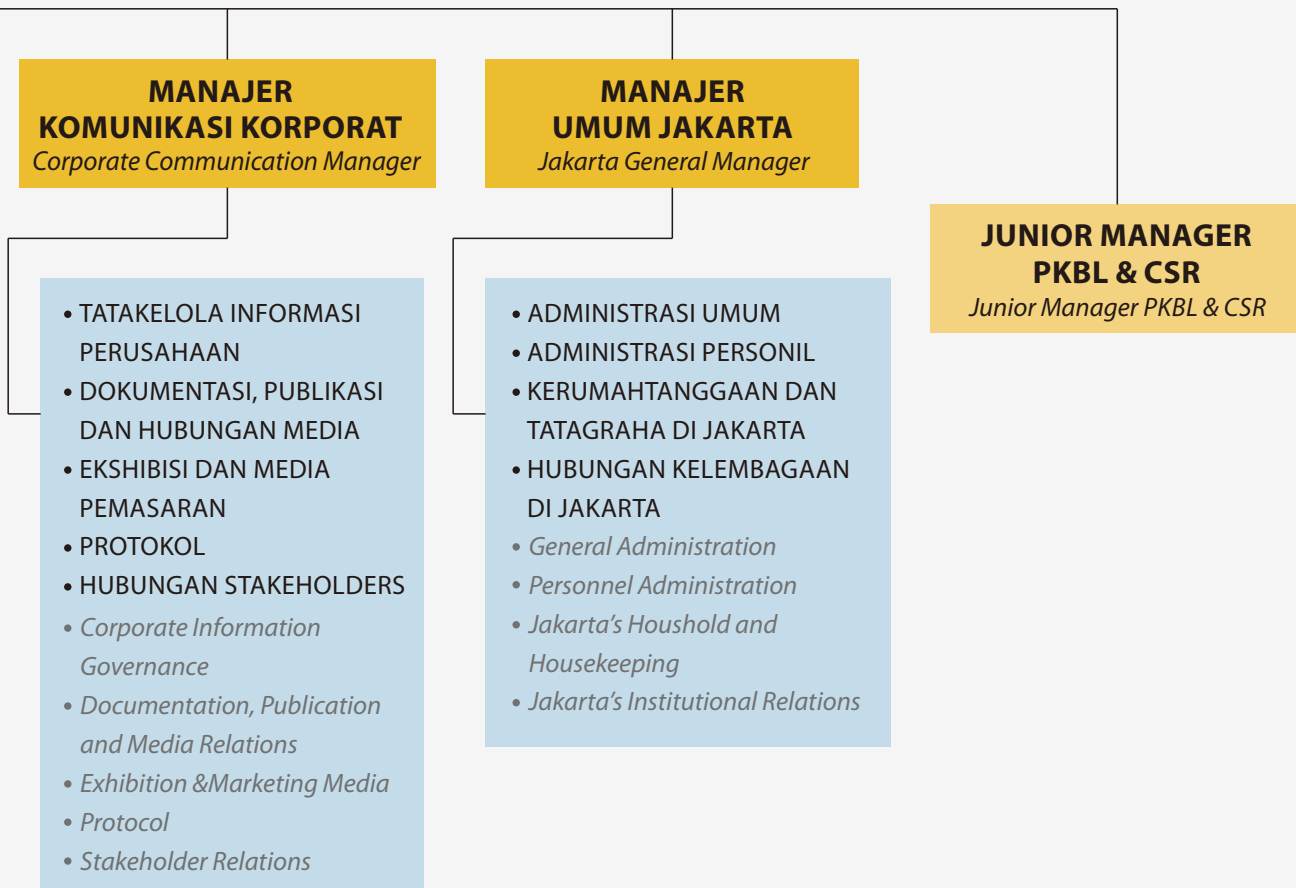 MANAJER
KOMUNIKASI KORPORAT
Corporate Communication Manager
• TATAKELOLA INFORMASI
PERUSAHAAN
• DOKUMENTASI, PUBLIKASI
DAN HUBUNGAN MEDIA
• EKSHIBISI DAN MEDIA
PEMASARAN
• PROTOKOL
• HUBUNGAN STAKEHOLDERS
• Corporate Information
Governance
• Documentation, Publication
and Media Relations
• Exhibition &Marketing Media
• Protocol
• Stakeholder Relations
MANAJER
UMUM JAKARTA
Jakarta General Manager
• ADMINISTRASI UMUM
• ADMINISTRASI PERSONIL
• KERUMAHTANGGAAN DAN
TATAGRAHA DI JAKARTA
• HUBUNGAN KELEMBAGAAN
DI JAKARTA
• General Administration
• Personnel Administration
• Jakarta’s Houshold and
Housekeeping
• Jakarta’s Institutional Relations
JUNIOR MANAGER
PKBL & CSR
Junior Manager PKBL & CSR